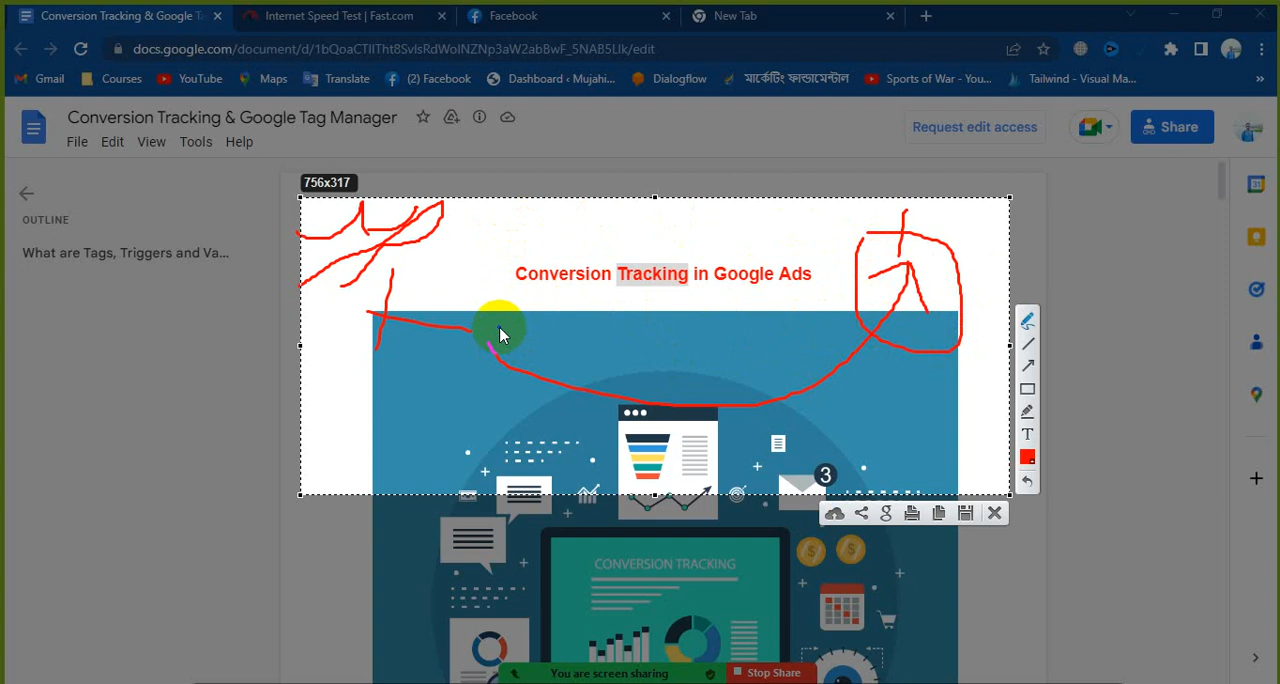 Conversion Tracking & Google T
Internet Speed Test | Fast.com
Facebook
New Tab
docs.google.com/document/d/1bQoaCTIITht8SvlsRdWoINZNp3aW2abBwF_5NAB5LIk/edit
Gmail
Courses
YouTube
Maps
Translate
(2) Facebook
Dashboard ‹ Mujahi...
Dialogflow
মার্কেটিং ফান্ডামেন্টাল
Sports of War - You...
Tailwind - Visual Ma...
»
Conversion Tracking & Google Tag Manager
File Edit View Tools Help
Request edit access
Share
756x317
OUTLINE
What are Tags, Triggers and Va...
Conversion Tracking in Google Ads
T
3
CONVERSION TRACKING
You are screen sharing
Stop Share